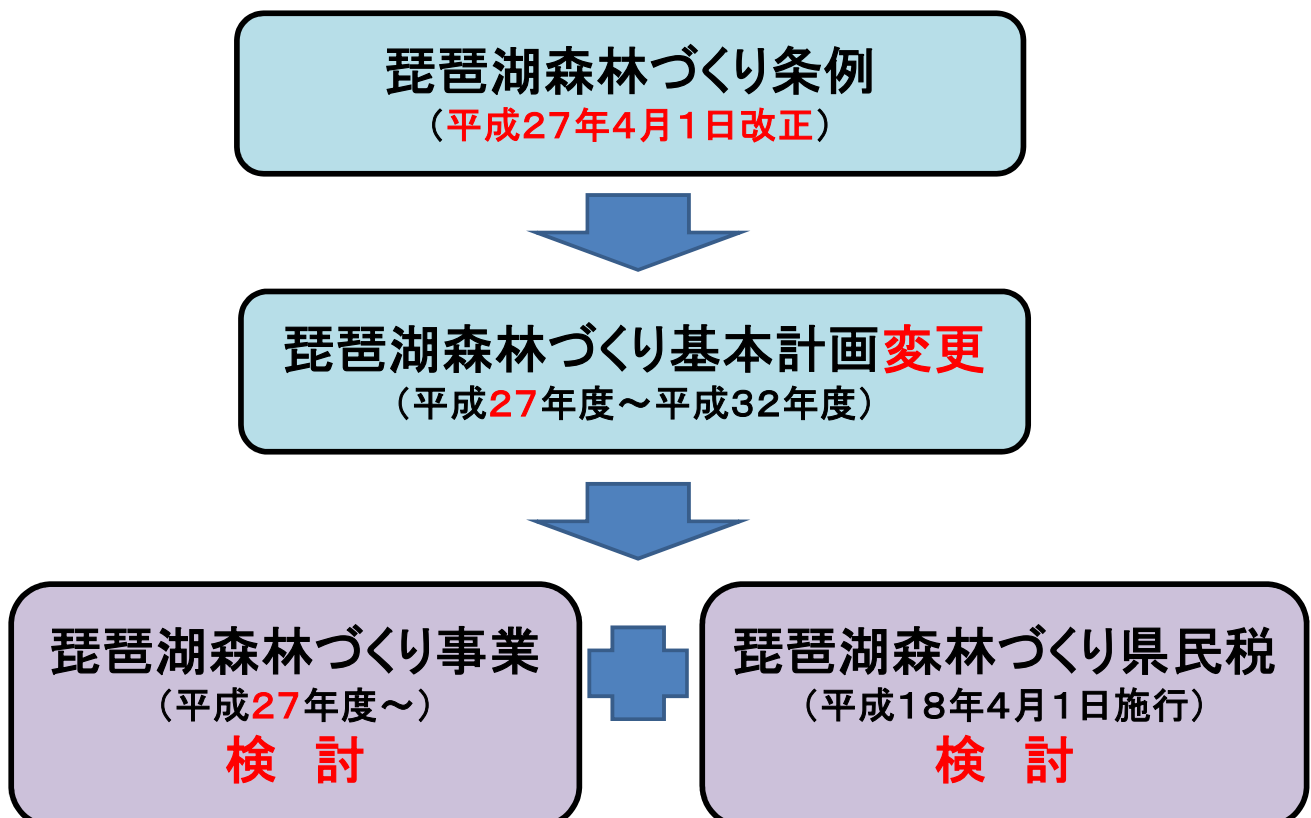 琵琶湖森林づくり条例
（平成27年4月1日改正）
琵琶湖森林づくり基本計画変更
（平成27年度～平成32年度）
琵琶湖森林づくり事業
（平成27年度～）
検　討
琵琶湖森林づくり県民税
（平成18年4月1日施行）
検　討